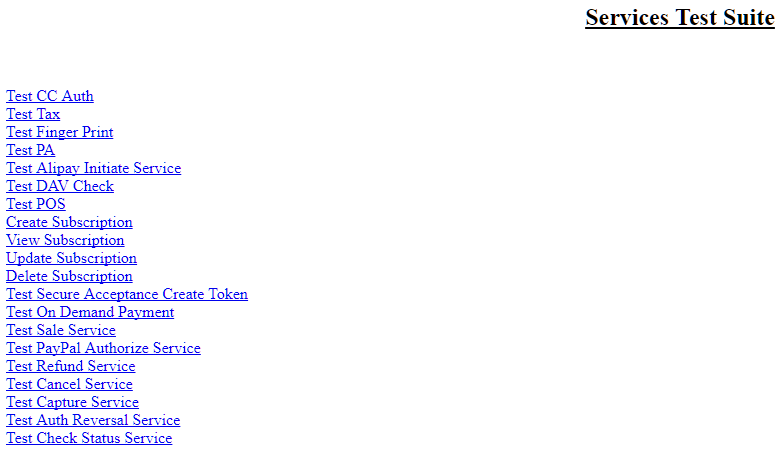 Services Test Suite
Test CC Auth
Test Tax
Test Finger Print
Test PA
Test Alipay Initiate Service
Test DAV Check
Test POS
Create Subscription
View Subscription
Update Subscription
Delete Subscription
Test Secure Acceptance Create Token
Test On Demand Payment
Test Sale Service
Test PayPal Authorize Service
Test Refund Service
Test Cancel Service
Test Capture Service
Test Auth Reversal Service
Test Check Status Service